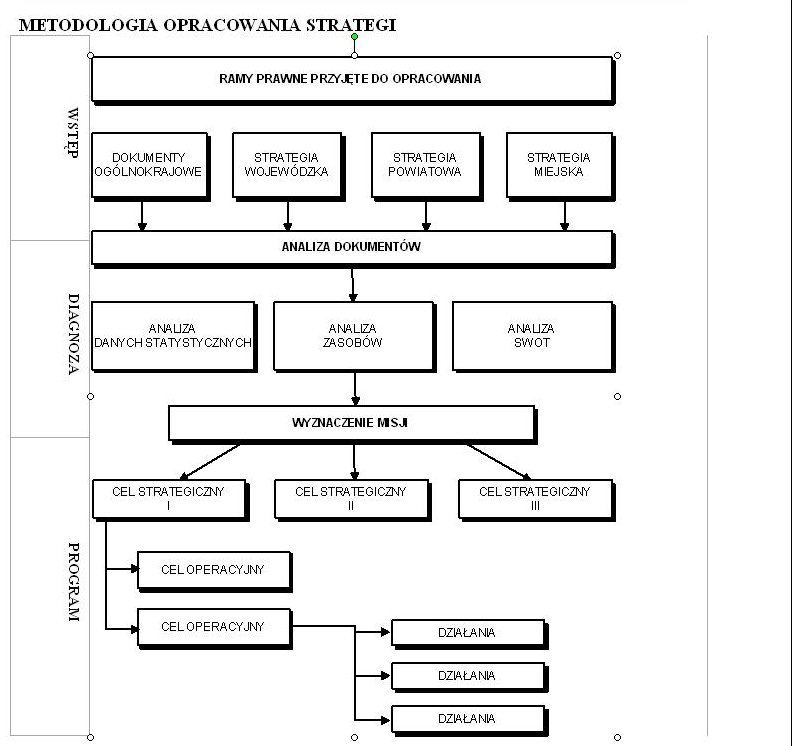 METODOLOGIA OPRACOWANIA STRATEGI
WSTĘP
RAMY PRAWNE PRZYJĘTE DO OPRACOWANIA
DOKUMENTY
OGÓLNOKRAJOWE
STRATEGIA
WOJEWÓDZKA
STRATEGIA
POWIATOWA
STRATEGIA
MIEJSKA
ANALIZA DOKUMENTÓW
DIAGNOZA
ANALIZA
DANYCH STATYSTYCZNYCH
ANALIZA
ZASOBÓW
ANALIZA
SWOT
WYZNACZENIE MISJI
PROGRAM
CEL STRATEGICZNY
I
CEL STRATEGICZNY
II
CEL STRATEGICZNY
III
CEL OPERACYJNY
CEL OPERACYJNY
DZIAŁANIA
DZIAŁANIA
DZIAŁANIA